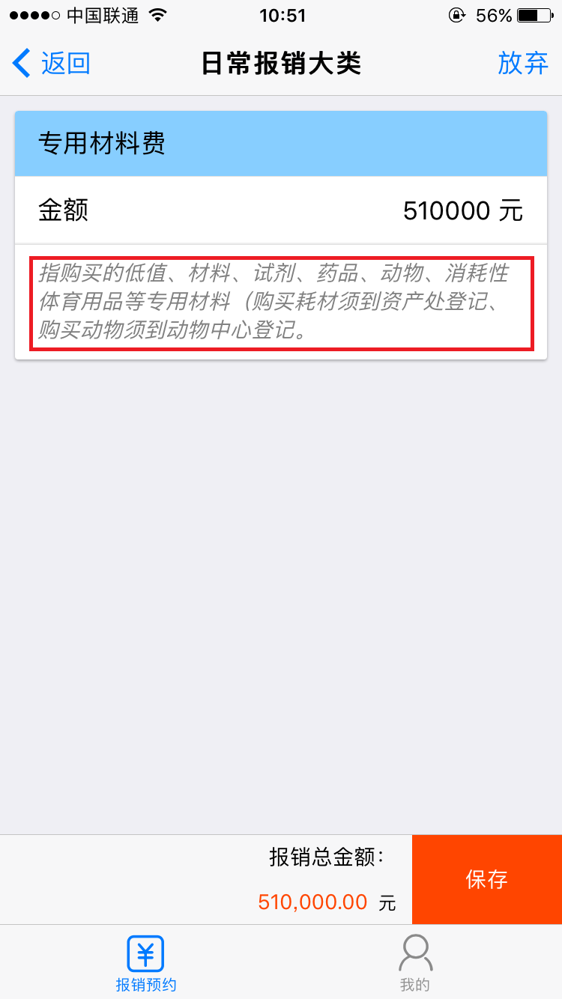 中国联通 10:51 56%
返回 日常报销大类 放弃
专用材料费
金额 510000 元
指购买的低值、材料、试剂、药品、动物、消耗性
体育用品等专用材料（购买耗材须到资产处登记、
购买动物须到动物中心登记。
报销总金额：
510,000.00 元
保存
报销预约 我的